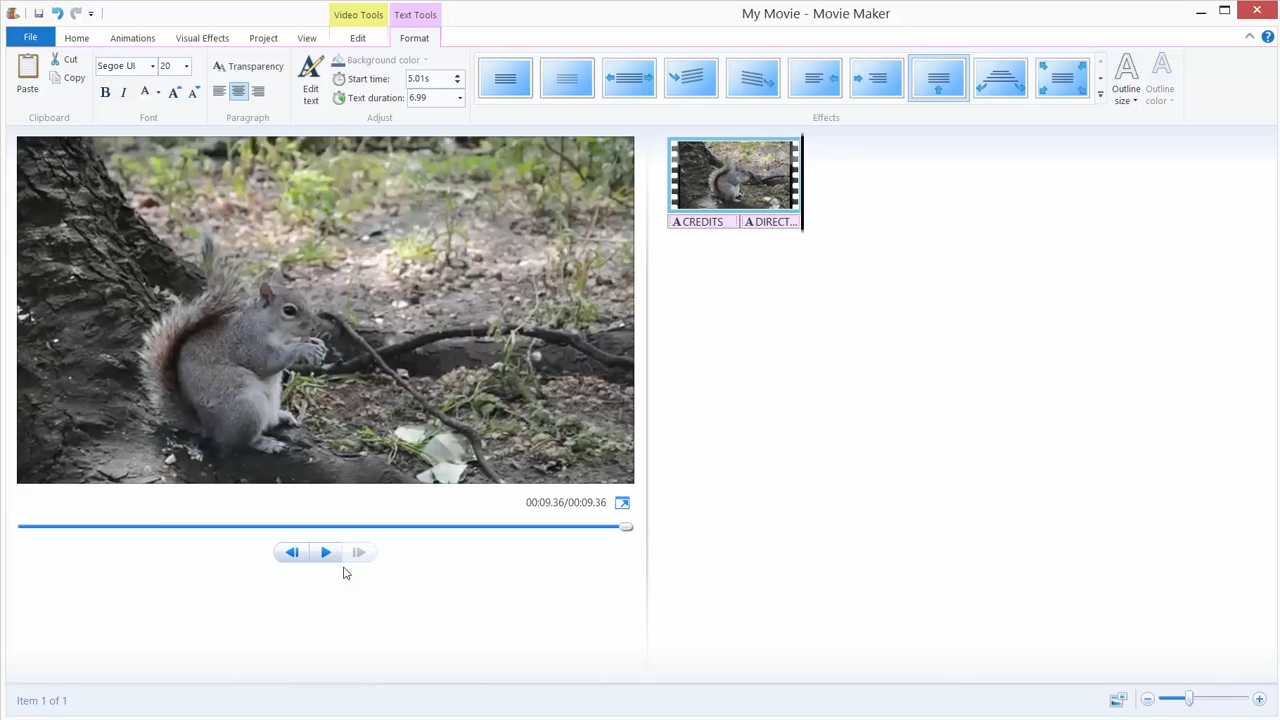 Video Tools Text Tools My Movie - Movie Maker
File Home Animations Visual Effects Project View Edit Format
Paste Cut Copy
Clipboard
Segoe UI 20 Transparency
B I A A A
Font
Paragraph
Edit text
Background color
Start time: 5.01s
Text duration: 6.99
Adjust
Effects
Outline size
Outline color
A CREDITS A DIRECT...
00:09.36/00:09.36
Item 1 of 1